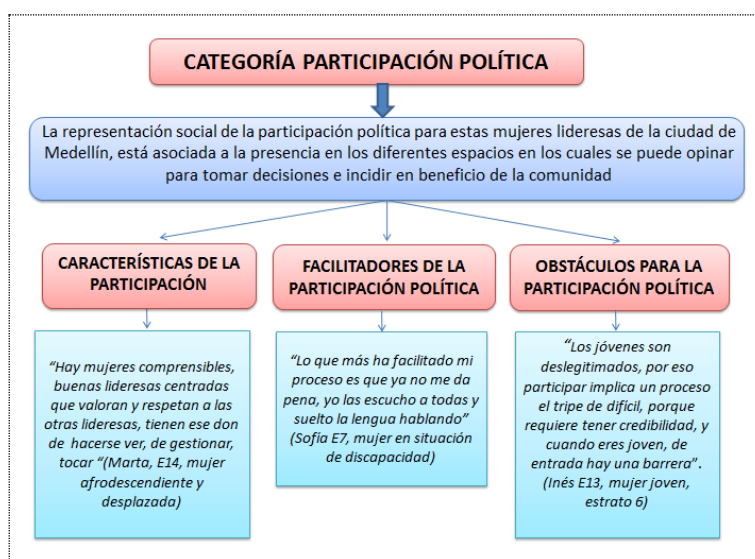 CATEGORÍA PARTICIPACIÓN POLÍTICA
La representación social de la participación política para estas mujeres lideresas de la ciudad de
Medellín, está asociada a la presencia en los diferentes espacios en los cuales se puede opinar
para tomar decisiones e incidir en beneficio de la comunidad
CARACTERÍSTICAS DE LA
PARTICIPACIÓN
"Hay mujeres comprensibles,
buenas lideresas centradas
que valoran y respetan a las
otras lideresas, tienen ese don
de hacerse ver, de gestionar,
tocar "(Marta, E14, mujer
afrodescendiente y
desplazada)
FACILITADORES DE LA
PARTICIPACIÓN POLÍTICA
"Lo que más ha facilitado mi
proceso es que ya no me da
pena, yo las escucho a todas y
suelto la lengua hablando"
(Sofía E7, mujer en situación
de discapacidad)
OBSTÁCULOS PARA LA
PARTICIPACIÓN POLÍTICA
"Los jóvenes son
deslegitimados, por eso
participar implica un proceso
el tripe de difícil, porque
requiere tener credibilidad, y
cuando eres joven, de
entrada hay una barrera".
(Inés E13, mujer joven,
estrato 6)